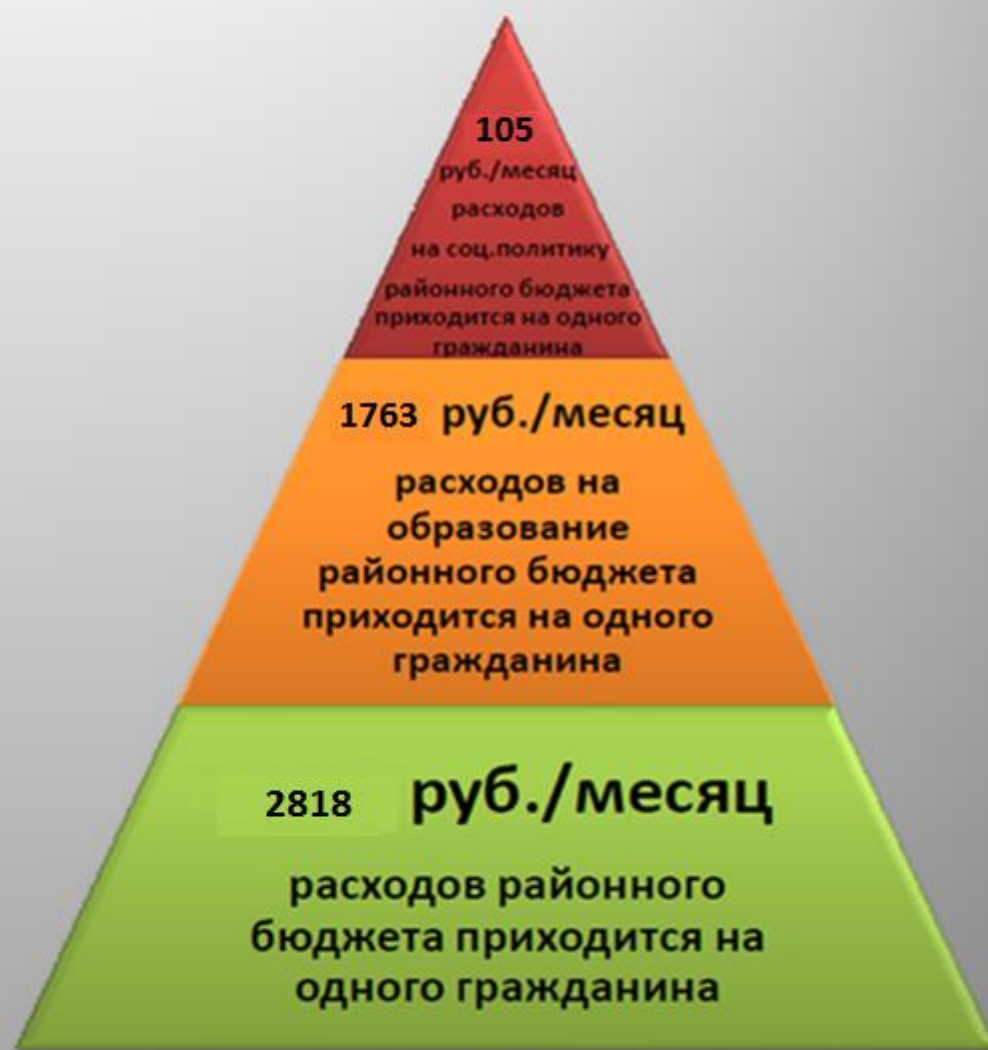 105
руб./месяц
расходов
на соц.политику
районного бюджета
приходится на одного
гражданина
1763 руб./месяц
расходов на
образование
районного бюджета
приходится на одного
гражданина
2818 руб./месяц
расходов районного
бюджета приходится на
одного гражданина